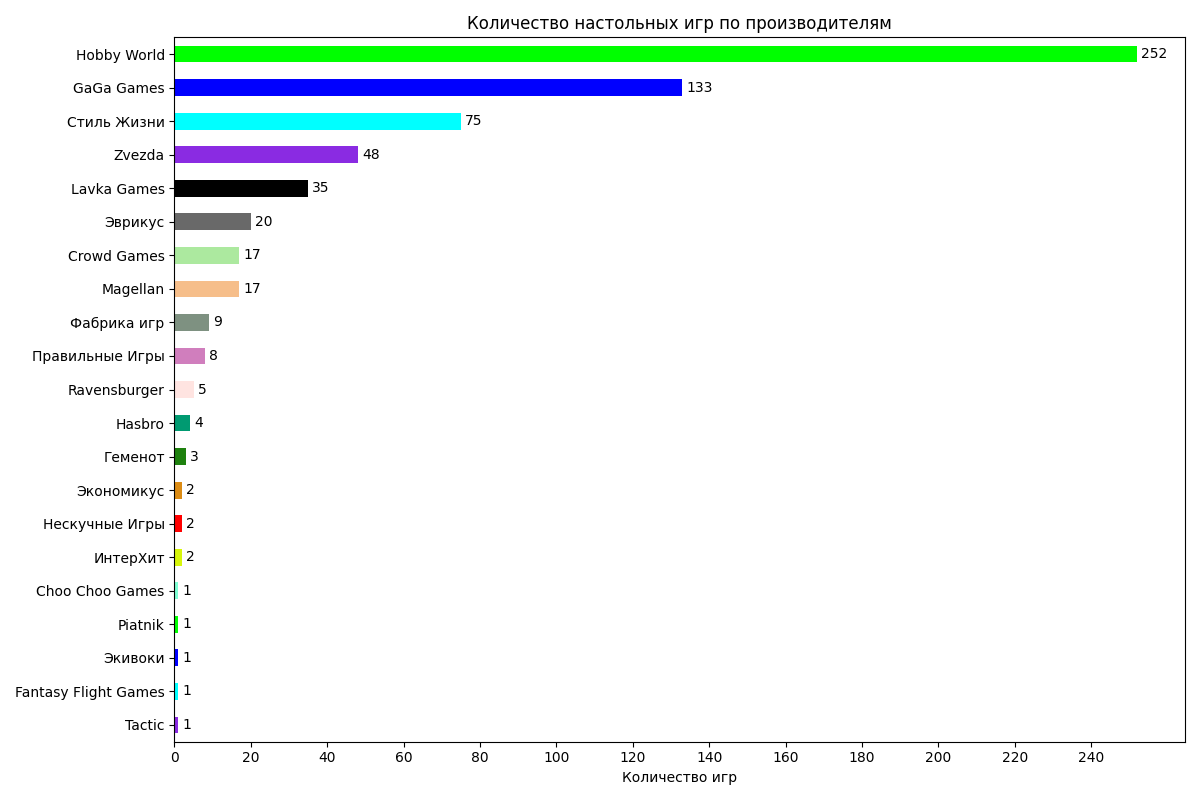 Количество настольных игр по производителям
Hobby World 252
GaGa Games 133
Стиль Жизни 75
Zvezda 48
Lavka Games 35
Эврикус 20
Crowd Games 17
Magellan 17
Фабрика игр 9
Правильные Игры 8
Ravensburger 5
Hasbro 4
Геменот 3
Экономикус 2
Нескучные Игры 2
ИнтерХит 2
Choo Choo Games 1
Piatnik 1
Экивоки 1
Fantasy Flight Games 1
Tactic 1
0 20 40 60 80 100 120 140 160 180 200 220 240
Количество игр